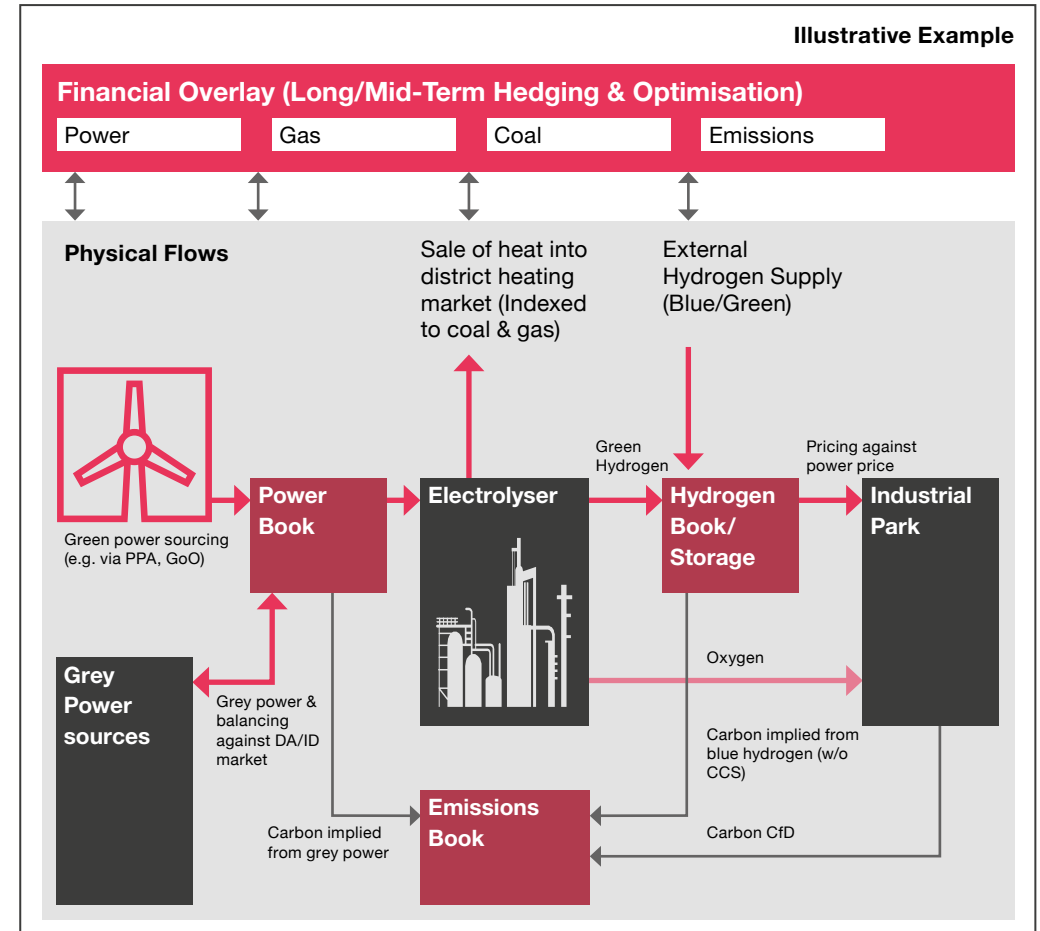 Illustrative Example
Financial Overlay (Long/Mid-Term Hedging & Optimisation)
Power
Gas
Coal
Emissions
Physical Flows
Sale of heat into
district heating
market (Indexed
to coal & gas)
External
Hydrogen Supply
(Blue/Green)
Green
Hydrogen
Pricing against
power price
Power
Book
Electrolyser
Hydrogen
Book/
Storage
Industrial
Park
Green power sourcing
(e.g. via PPA, GoO)
Grey
Power
sources
Grey power &
balancing
against DA/ID
market
Oxygen
Carbon implied from
blue hydrogen (w/o
CCS)
Emissions
Book
Carbon implied
from grey power
Carbon CfD